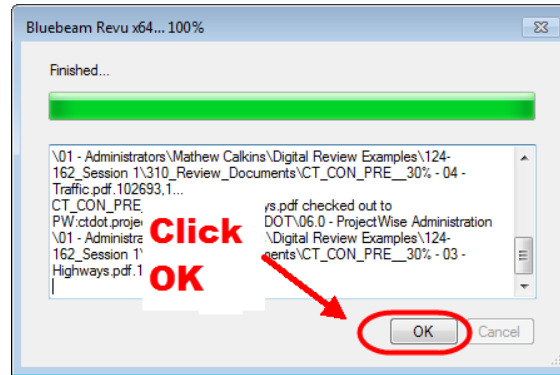 Bluebeam Revu x64... 100%
Finished...
\01 - Administrators\Mathew Calkins\Digital Review Examples\124-
162_Session 1\310_Review_Documents\CT_CON_PRE__30% - 04 -
Traffic.pdf.102693,1...
CT_CON_PRE ys.pdf checked out to
PW:ctdot.proje DOT\06.0 - ProjectWise Administration
\01 - Administra \Digital Review Examples\124-
162_Session 1\ ents\CT_CON_PRE__30% - 03 -
Highways.pdf.1
Click
OK
OK Cancel